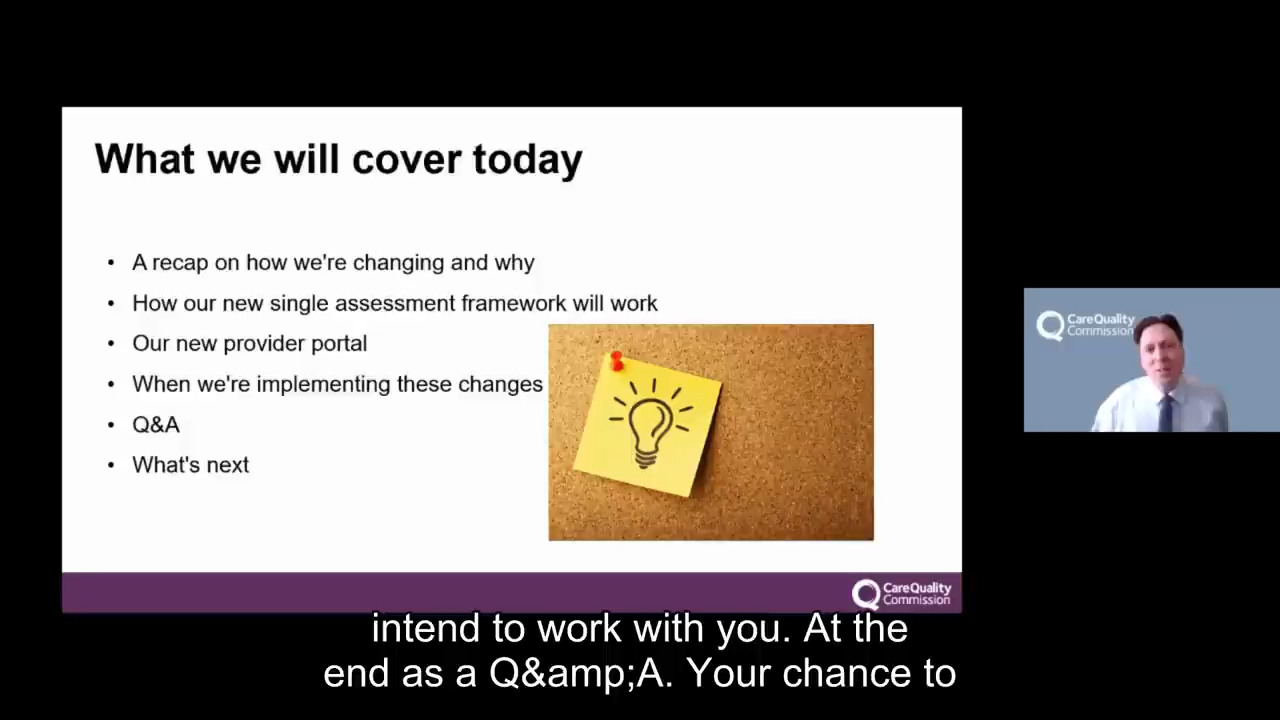 What we will cover today
• A recap on how we're changing and why
• How our new single assessment framework will work
• Our new provider portal
• When we're implementing these changes
• Q&A
• What's next
CareQuality
Commission
CareQuality
Commission
intend to work with you. At the
end as a Q&amp;A. Your chance to